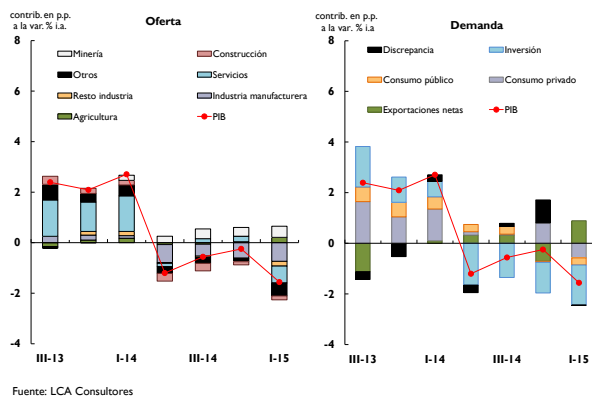 contrib. en p.p.
a la var. % i.a.
Oferta
8
6
4
2
0
-2
-4
Minería
Construcción
Otros
Servicios
Resto industria
Industria manufacturera
Agricultura
PIB
III-13
I-14
III-14
I-15
contrib. en p.p.
a la var. % i.a
Demanda
8
6
4
2
0
-2
-4
Discrepancia
Inversión
Consumo público
Consumo privado
Exportaciones netas
PIB
III-13
I-14
III-14
I-15
Fuente: LCA Consultores